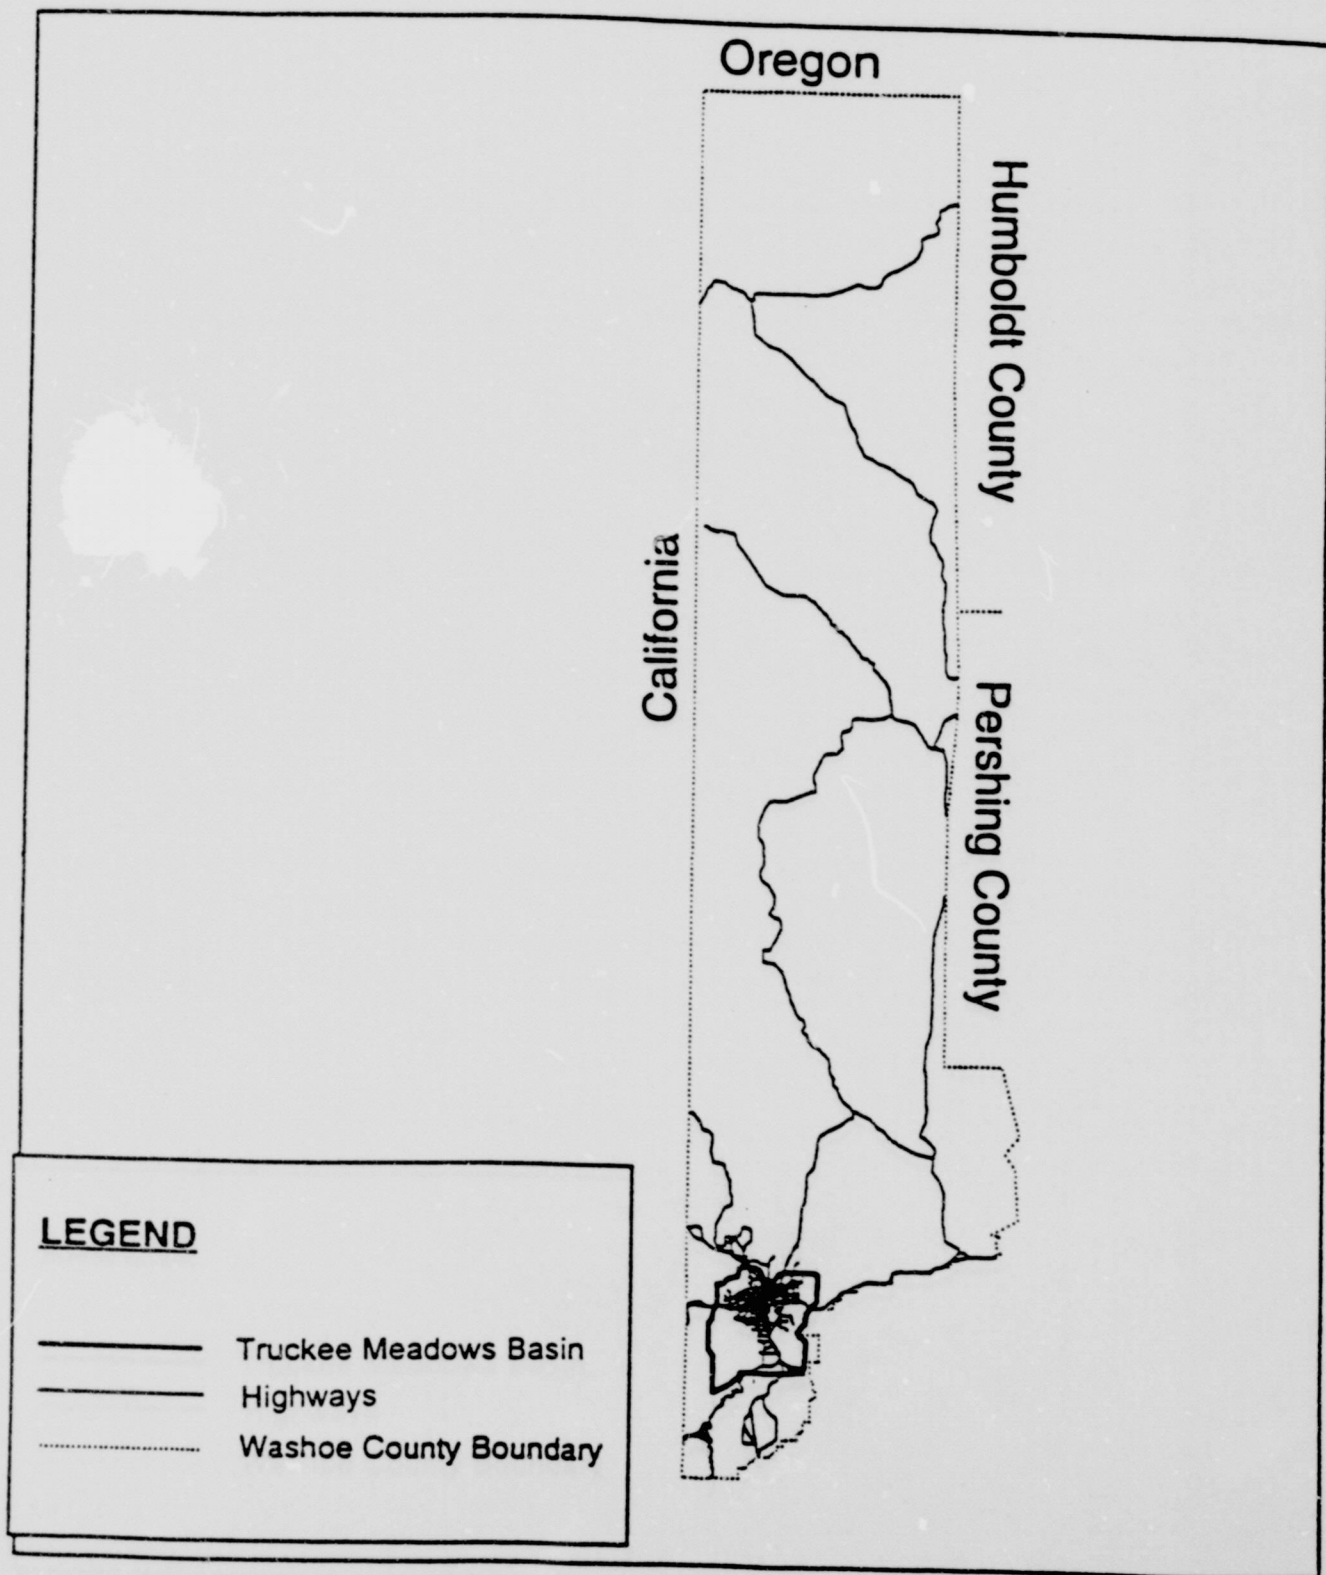 Oregon
Humboldt County
California
Pershing County
LEGEND
Truckee Meadows Basin
Highways
Washoe County Boundary